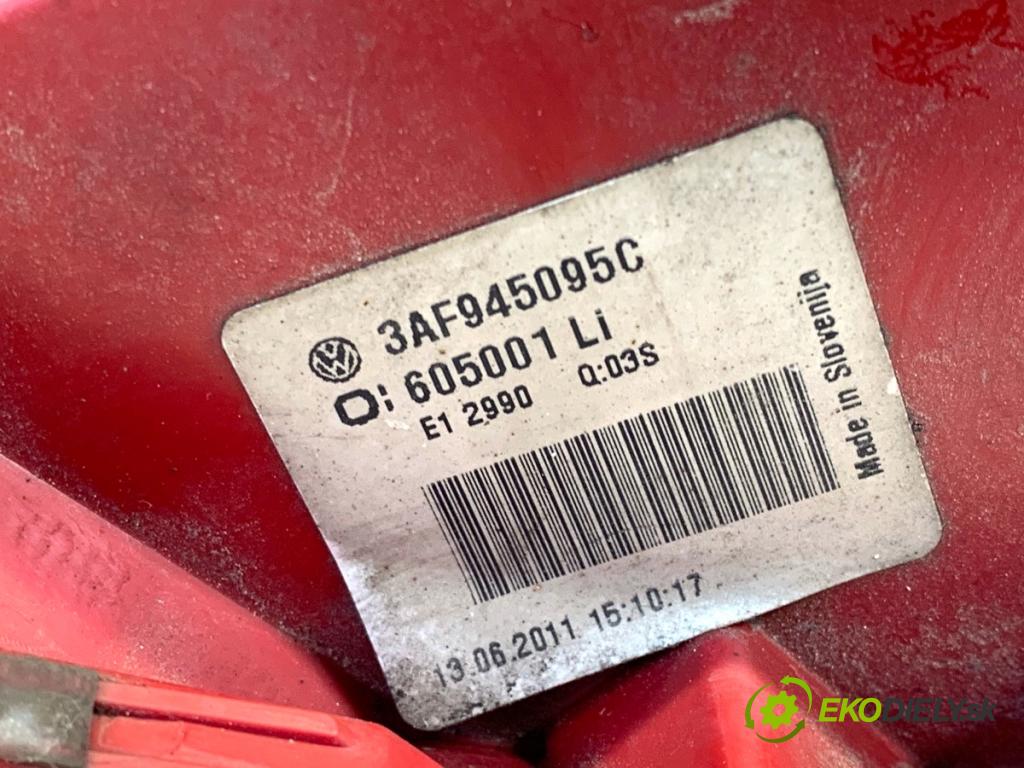 3AF945095C
605001 Li
E1 2990 Q:03S
Made in Slovenija
13.06.2011 15:10:17
EKODIELY.sk